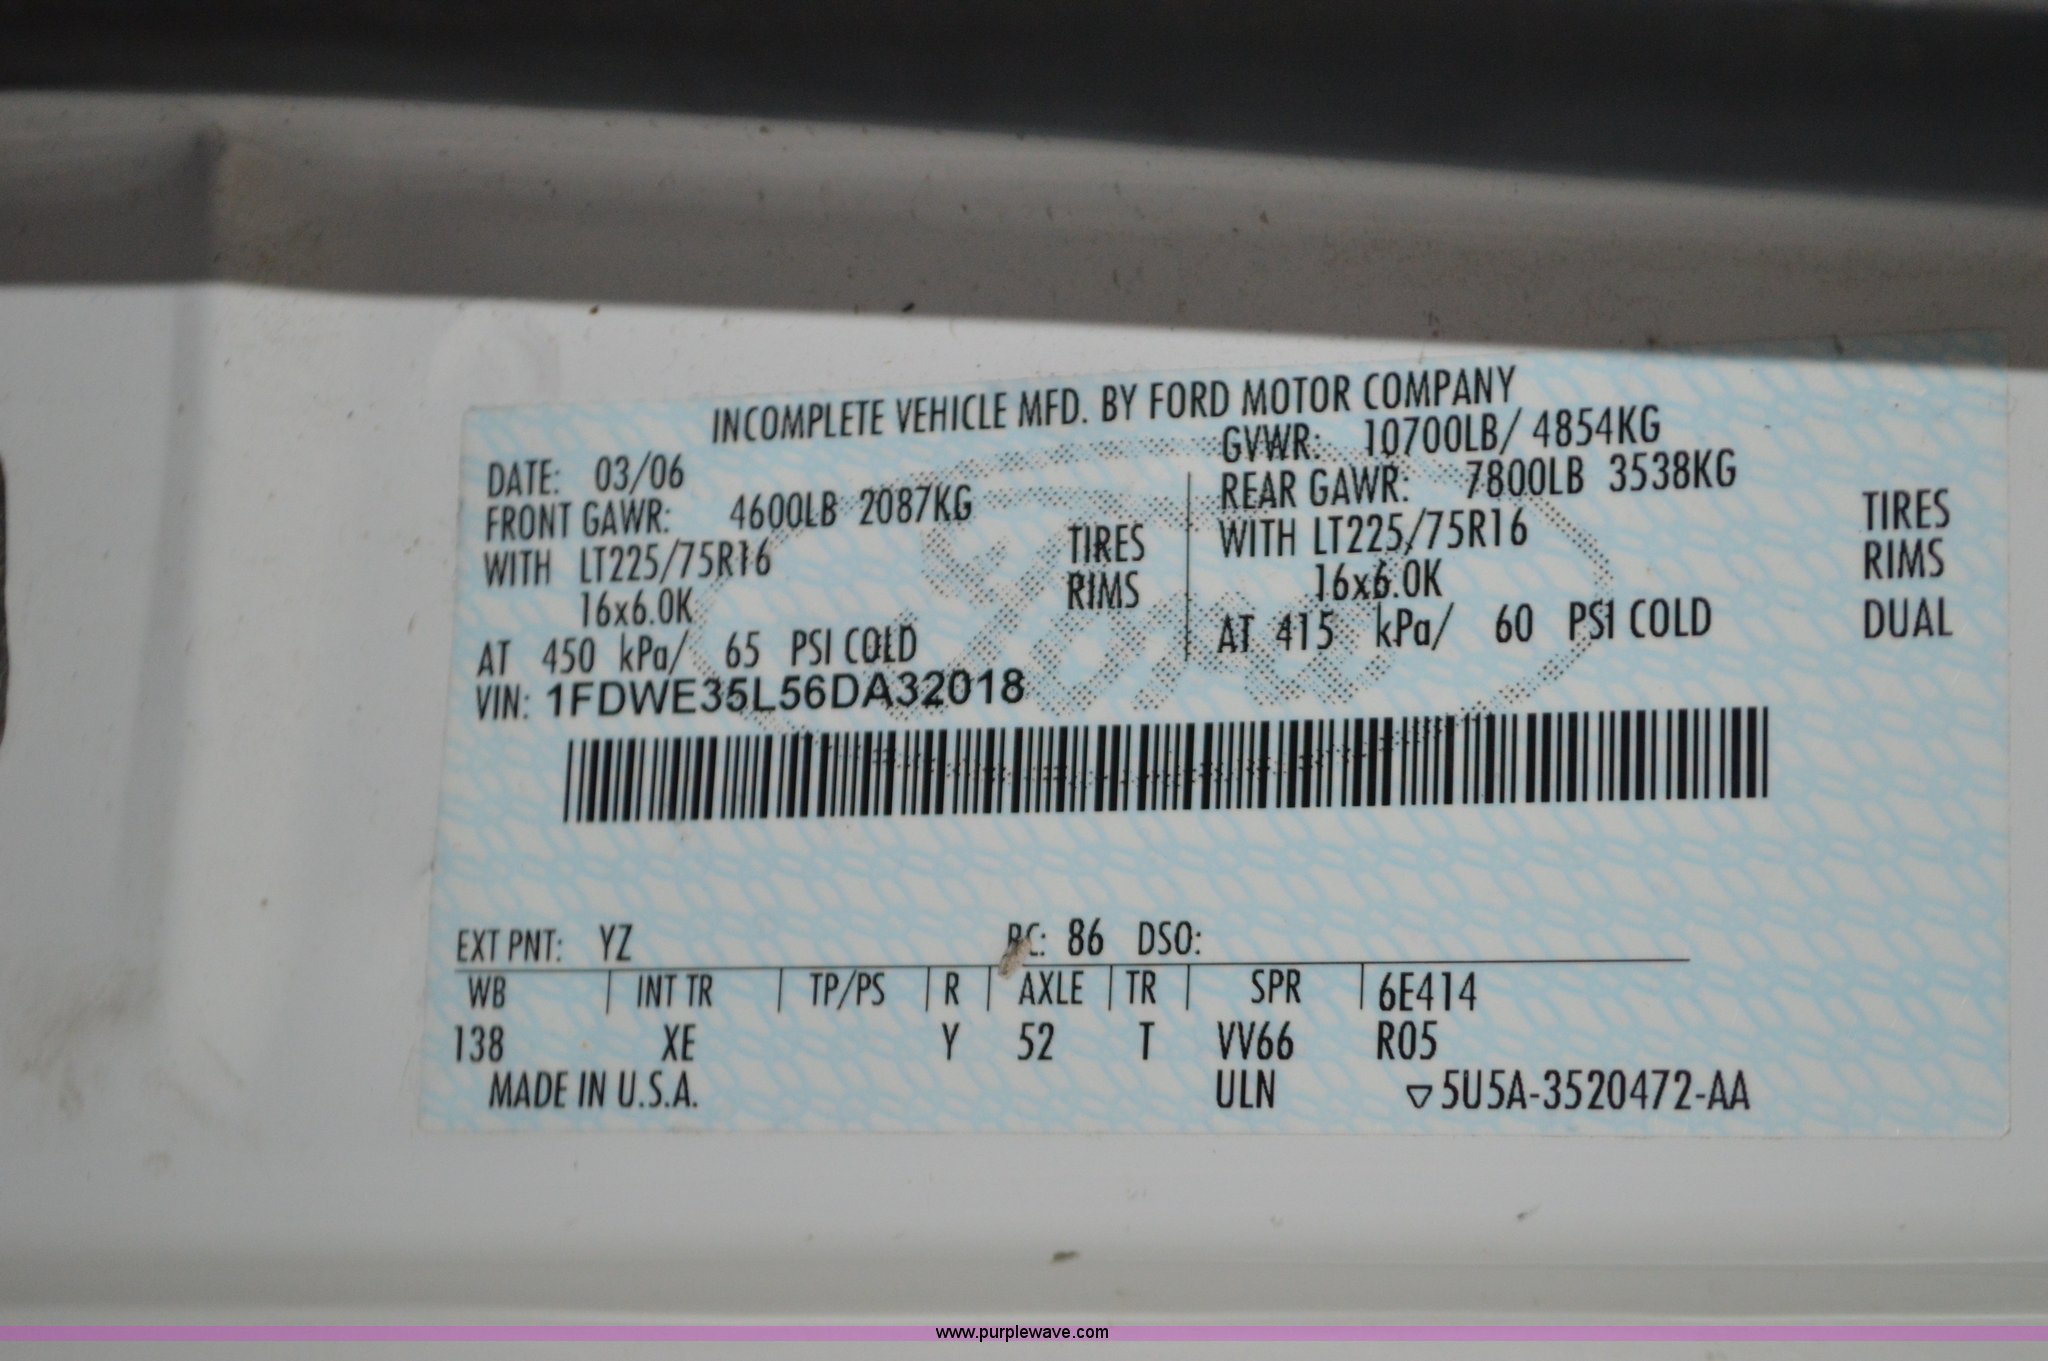 INCOMPLETE VEHICLE MFD. BY FORD MOTOR COMPANY
DATE: 03/06
GVWR: 10700LB/ 4854KG
FRONT GAWR: 4600LB 2087KG
REAR GAWR: 7800LB 3538KG
WITH LT225/75R16 TIRES
WITH LT225/75R16 TIRES
16x6.0K RIMS
16x6.0K RIMS
AT 450 kPa/ 65 PSI COLD
AT 415 kPa/ 60 PSI COLD DUAL
VIN: 1FDWE35L56DA32018
Ford
EXT PNT: YZ RC: 86 DSO:
WB INT TR TP/PS R AXLE TR SPR 6E414
138 XE Y 52 T VV66 R05
MADE IN U.S.A. ULN ▽5U5A-3520472-AA
www.purplewave.com